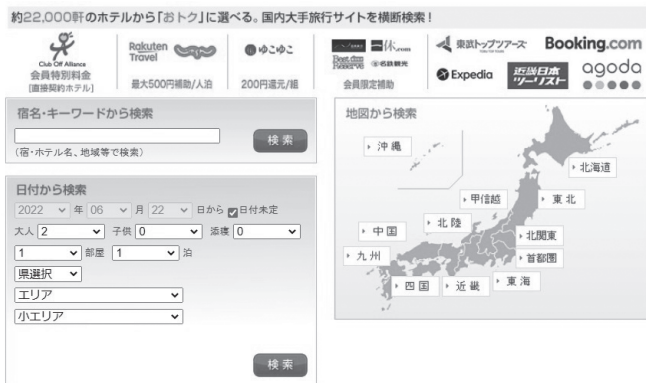 約22,000軒のホテルから「おトク」に選べる。国内大手旅行サイトを横断検索！
Club Off Alliance
会員特別料金
[直接契約ホテル]
Rakuten Travel
最大500円補助/人泊
ゆこゆこ
200円還元/組
一休.com
Best dam Reserve
名鉄観光
会員限定補助
東武トップツアーズ
Booking.com
Expedia
近畿日本ツーリスト
agoda
宿名・キーワードから検索
検索
(宿・ホテル名、地域等で検索)
日付から検索
2022 年 06 月 22 日から 日付未定
大人 2 子供 0 添寝 0
1 部屋 1 泊
県選択
エリア
小エリア
検索
地図から検索
沖縄
北海道
甲信越
東北
北陸
中国
北関東
九州
首都圏
四国
近畿
東海